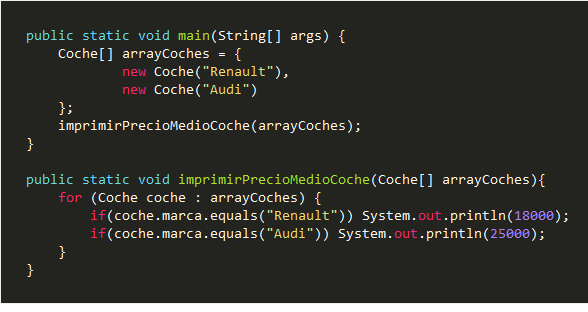 public static void main(String[] args) {
    Coche[] arrayCoches = {
            new Coche("Renault"),
            new Coche("Audi")
    };
    imprimirPrecioMedioCoche(arrayCoches);
}

public static void imprimirPrecioMedioCoche(Coche[] arrayCoches){
    for (Coche coche : arrayCoches) {
        if(coche.marca.equals("Renault")) System.out.println(18000);
        if(coche.marca.equals("Audi")) System.out.println(25000);
    }
}